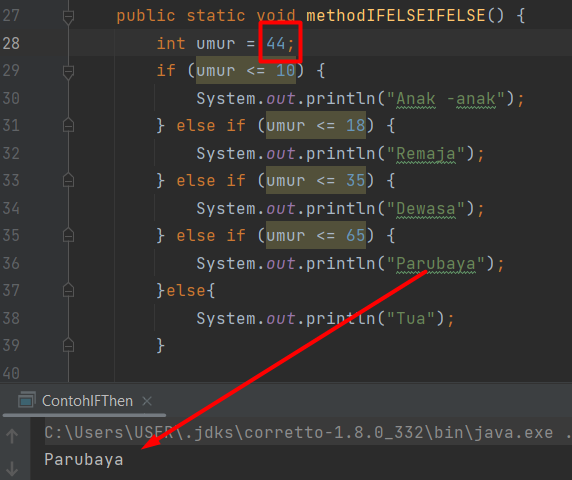 27 public static void methodIFELSEIFELSE() {
28 int umur = 44;
29 if (umur <= 10) {
30 System.out.println("Anak -anak");
31 } else if (umur <= 18) {
32 System.out.println("Remaja");
33 } else if (umur <= 35) {
34 System.out.println("Dewasa");
35 } else if (umur <= 65) {
36 System.out.println("Parubaya");
37 }else{
38 System.out.println("Tua");
39 }
40
ContohIFThen ×
C:\Users\USER\.jdks\corretto-1.8.0_332\bin\java.exe .
Parubaya